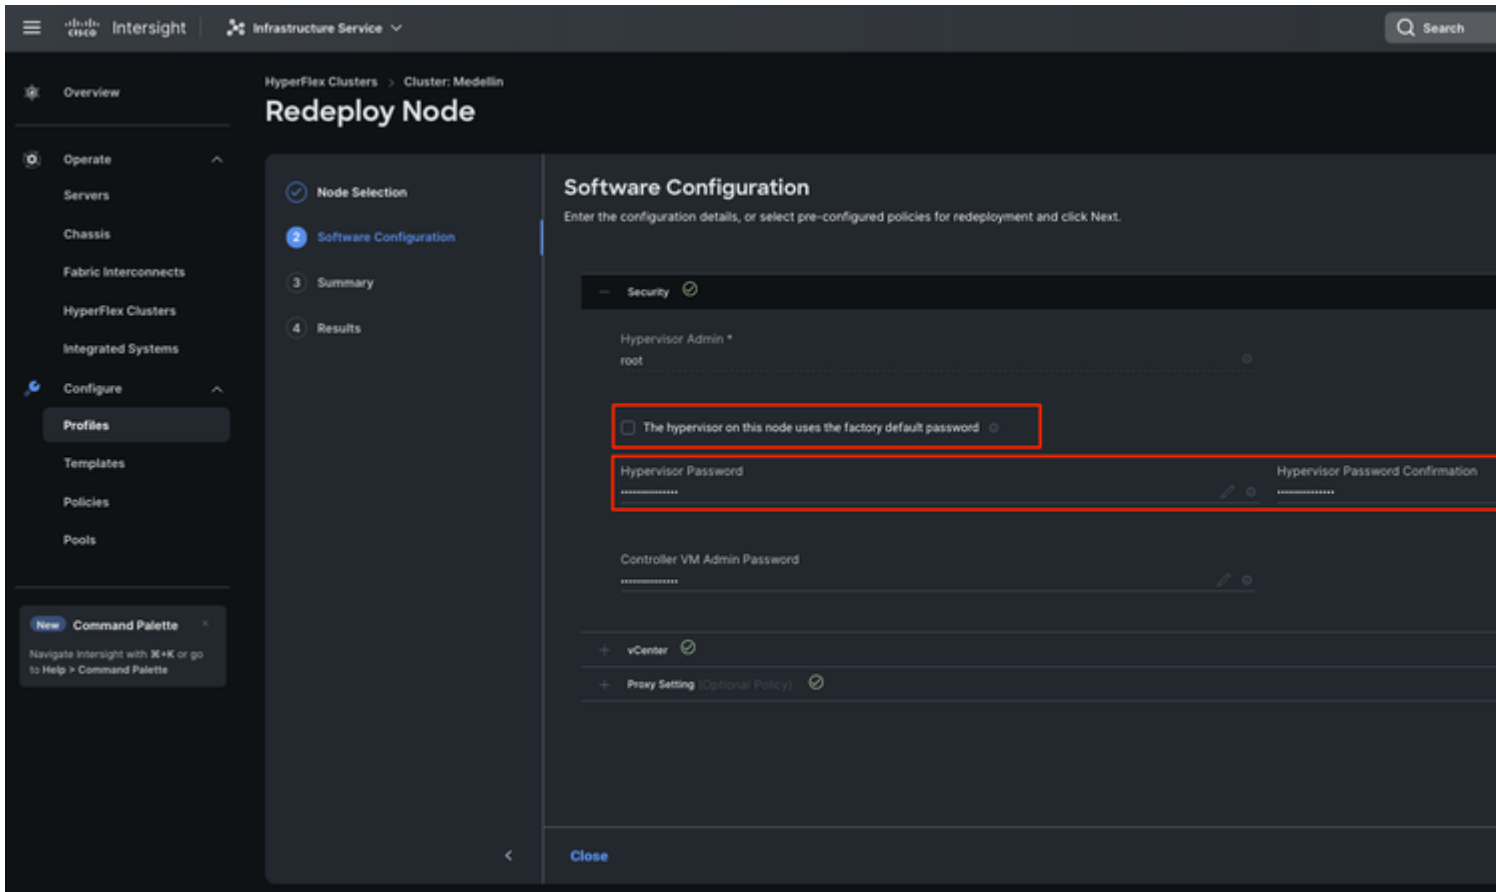 cisco Intersight Infrastructure Service Search
Overview
Operate
Servers
Chassis
Fabric Interconnects
HyperFlex Clusters
Integrated Systems
Configure
Profiles
Templates
Policies
Pools
New Command Palette ×
Navigate Intersight with ⌘+K or go
to Help > Command Palette
HyperFlex Clusters > Cluster: Medellin
Redeploy Node
Node Selection
2 Software Configuration
3 Summary
4 Results
Software Configuration
Enter the configuration details, or select pre-configured policies for redeployment and click Next.
Security
Hypervisor Admin *
root
The hypervisor on this node uses the factory default password
Hypervisor Password Hypervisor Password Confirmation
Controller VM Admin Password
vCenter
Proxy Setting (Optional Policy)
Close